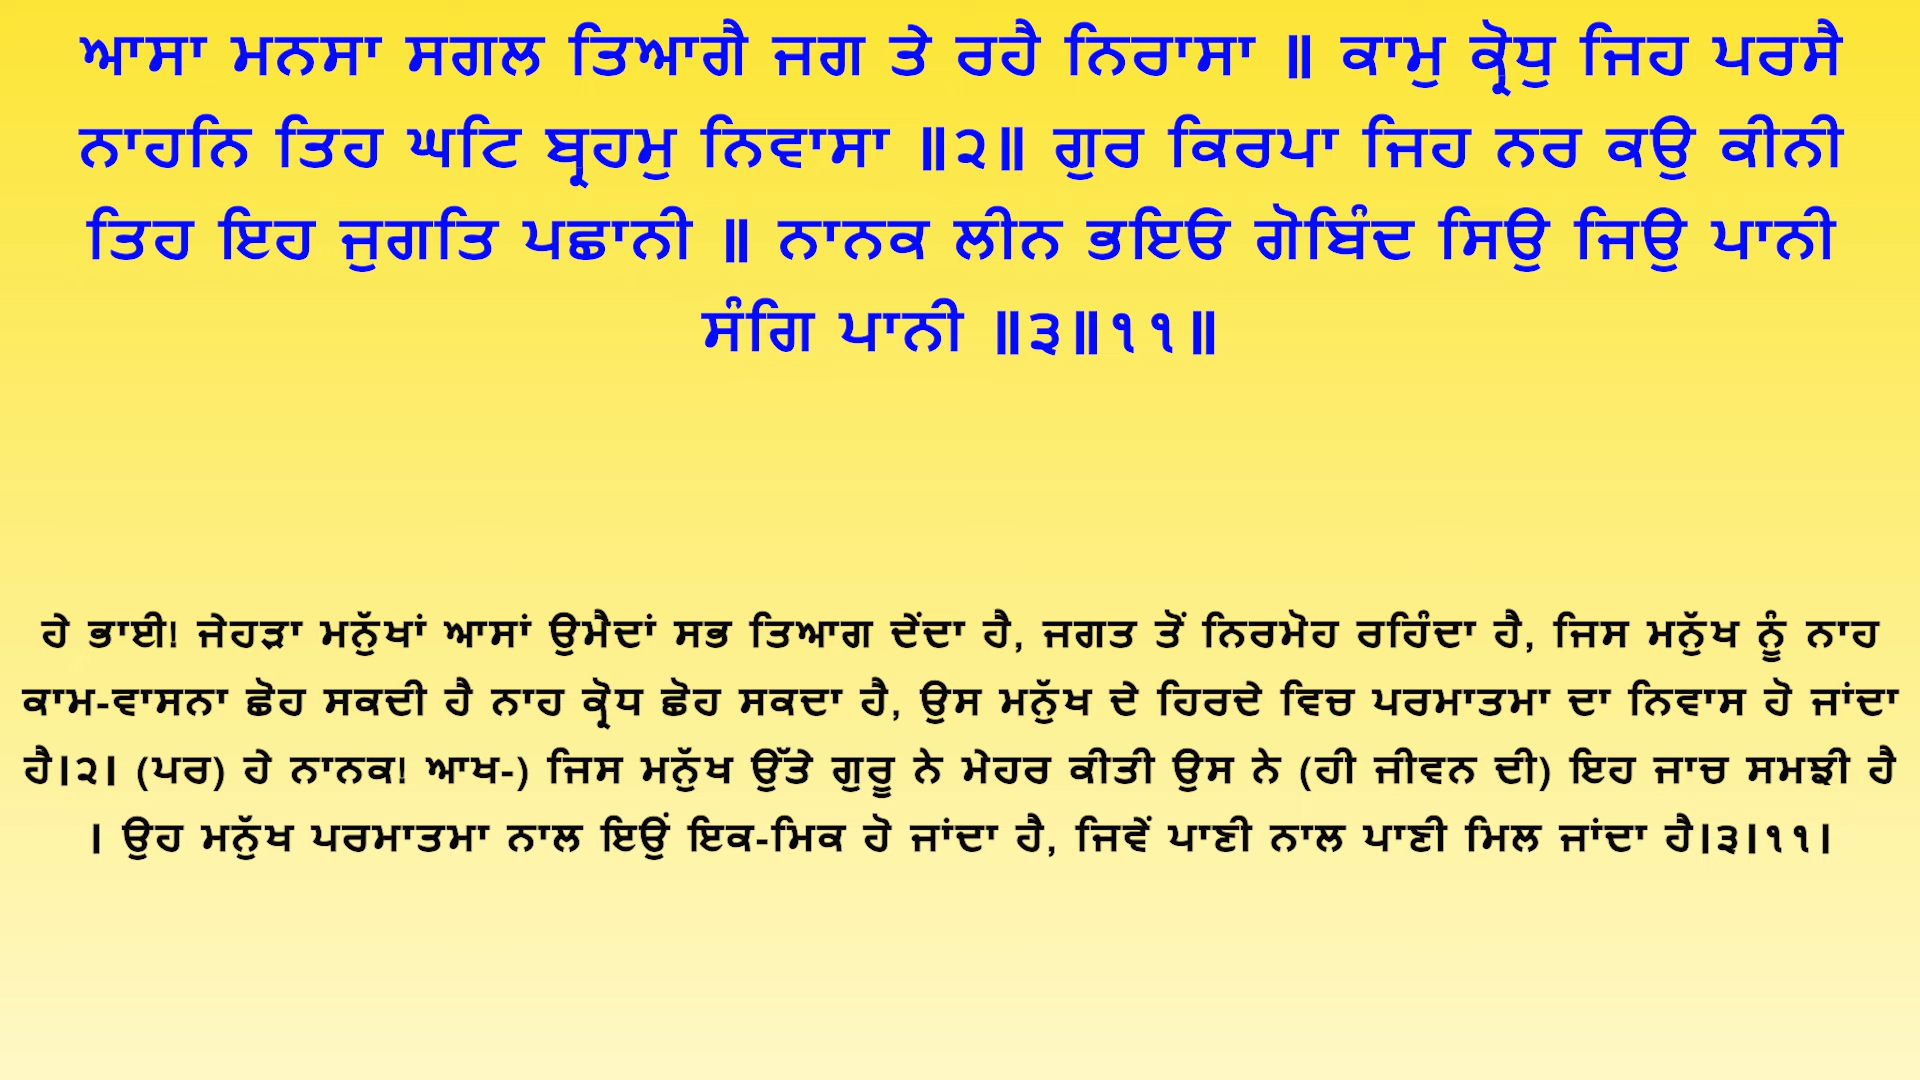 ਆਸਾ ਮਨਸਾ ਸਗਲ ਤਿਆਗੈ ਜਗ ਤੇ ਰਹੈ ਨਿਰਾਸਾ ॥ ਕਾਮੁ ਕ੍ਰੋਧੁ ਜਿਹ ਪਰਸੈ
ਨਾਹਨਿ ਤਿਹ ਘਟਿ ਬ੍ਰਹਮੁ ਨਿਵਾਸਾ ॥੨॥ ਗੁਰ ਕਿਰਪਾ ਜਿਹ ਨਰ ਕਉ ਕੀਨੀ
ਤਿਹ ਇਹ ਜੁਗਤਿ ਪਛਾਨੀ ॥ ਨਾਨਕ ਲੀਨ ਭਇਓ ਗੋਬਿੰਦ ਸਿਉ ਜਿਉ ਪਾਨੀ
ਸੰਗਿ ਪਾਨੀ ॥੩॥੧੧॥
ਹੇ ਭਾਈ! ਜੇਹੜਾ ਮਨੁੱਖਾਂ ਆਸਾਂ ਉਮੈਦਾਂ ਸਭ ਤਿਆਗ ਦੇਂਦਾ ਹੈ, ਜਗਤ ਤੋਂ ਨਿਰਮੋਹ ਰਹਿੰਦਾ ਹੈ, ਜਿਸ ਮਨੁੱਖ ਨੂੰ ਨਾਹ
ਕਾਮ-ਵਾਸਨਾ ਛੋਹ ਸਕਦੀ ਹੈ ਨਾਹ ਕ੍ਰੋਧ ਛੋਹ ਸਕਦਾ ਹੈ, ਉਸ ਮਨੁੱਖ ਦੇ ਹਿਰਦੇ ਵਿਚ ਪਰਮਾਤਮਾ ਦਾ ਨਿਵਾਸ ਹੋ ਜਾਂਦਾ
ਹੈ।੨। (ਪਰ) ਹੇ ਨਾਨਕ! ਆਖ-) ਜਿਸ ਮਨੁੱਖ ਉੱਤੇ ਗੁਰੂ ਨੇ ਮੇਹਰ ਕੀਤੀ ਉਸ ਨੇ (ਹੀ ਜੀਵਨ ਦੀ) ਇਹ ਜਾਚ ਸਮਝੀ ਹੈ
। ਉਹ ਮਨੁੱਖ ਪਰਮਾਤਮਾ ਨਾਲ ਇਉਂ ਇਕ-ਮਿਕ ਹੋ ਜਾਂਦਾ ਹੈ, ਜਿਵੇਂ ਪਾਣੀ ਨਾਲ ਪਾਣੀ ਮਿਲ ਜਾਂਦਾ ਹੈ।੩।੧੧।